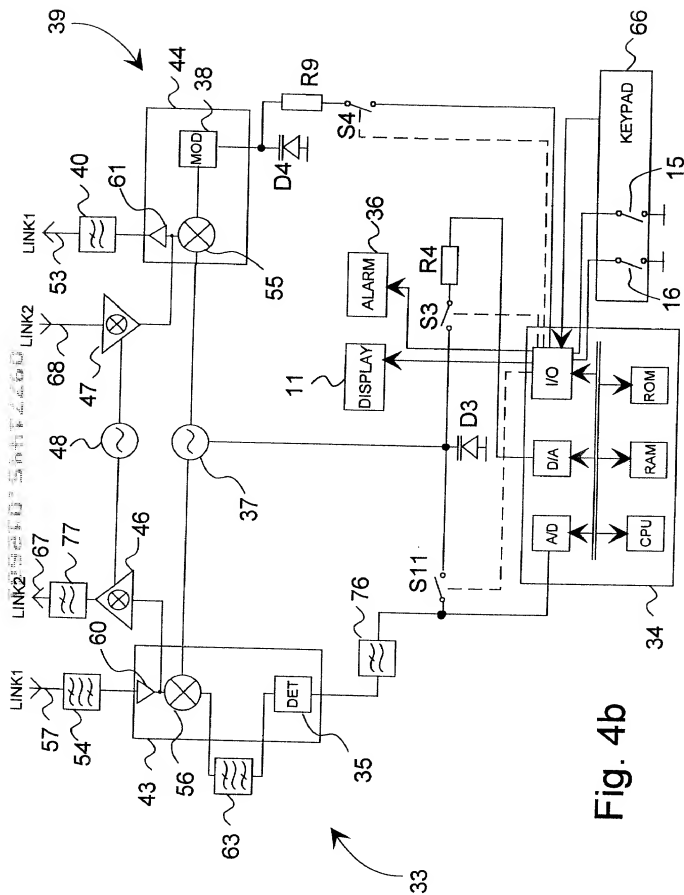 39
LINK1
53
40
61
44
38
MOD
55
D4
R9
S4
LINK2
68
47
48
37
LINK2
67
77
46
60
LINK1
57
54
43
56
63
DET
35
33
76
S11
D3
S3
R4
11
DISPLAY
ALARM
36
KEYPAD
66
15
16
I/O
D/A
A/D
ROM
RAM
CPU
34
Fig. 4b